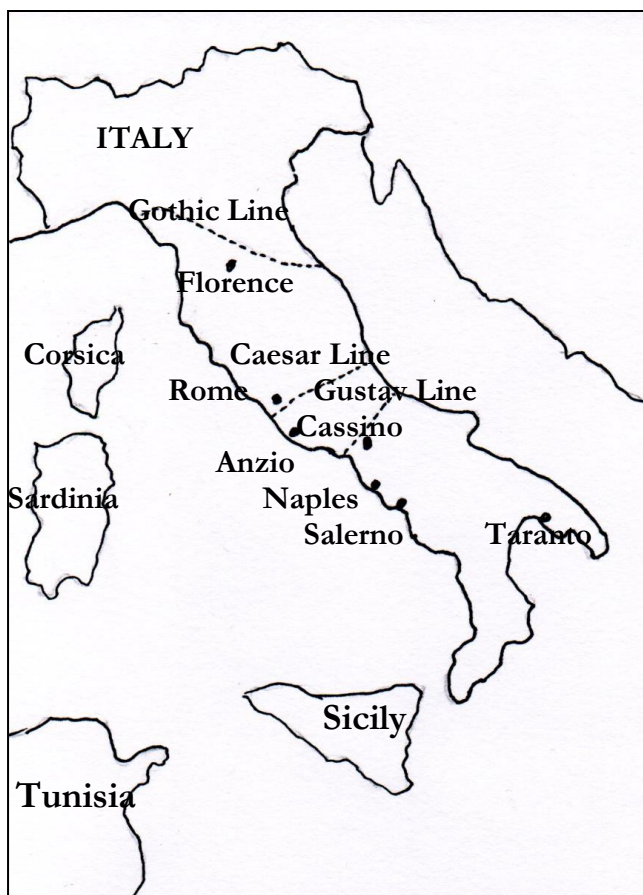 ITALY
Gothic Line
Florence
Corsica
Caesar Line
Rome
Gustav Line
Cassino
Anzio
Sardinia
Naples
Salerno
Taranto
Sicily
Tunisia